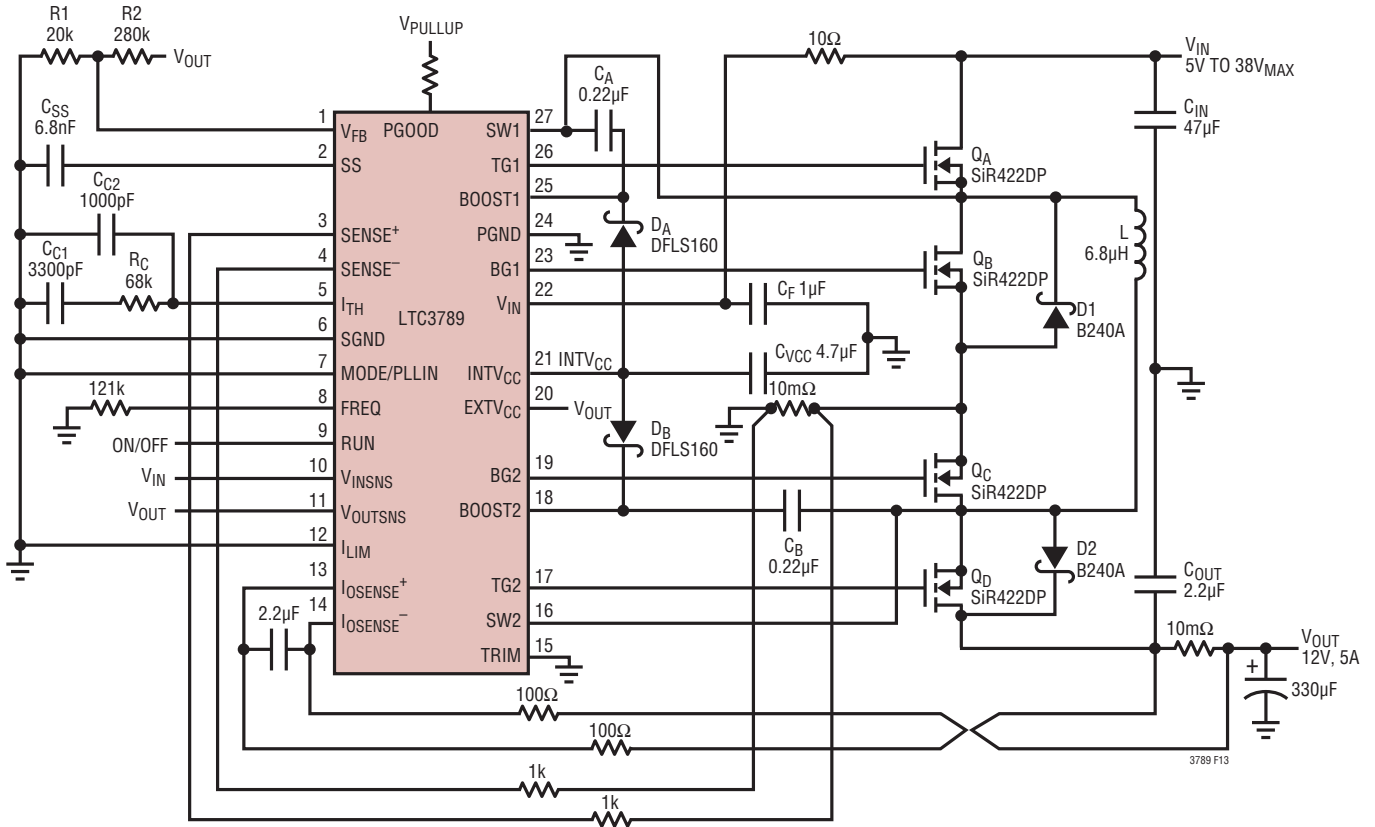 R1
20k
R2
280k
VOUT
VPULLUP
10Ω
VIN
5V TO 38VMAX
CSS
6.8nF
CC2
1000pF
CC1
3300pF
RC
68k
121k
ON/OFF
VIN
VOUT
2.2µF
1
2
3
4
5
6
7
8
9
10
11
12
13
14
PGOOD
VFB
SS
SENSE+
SENSE–
ITH
SGND
MODE/PLLIN
FREQ
RUN
VINSNS
VOUTSNS
ILIM
IOSENSE+
IOSENSE–
LTC3789
SW1
TG1
BOOST1
PGND
BG1
VIN
INTVCC
EXTVCC
BG2
BOOST2
TG2
SW2
TRIM
27
26
25
24
23
22
21 INTVCC
20
19
18
17
16
15
CA
0.22µF
DA
DFLS160
CF 1µF
CVCC 4.7µF
10mΩ
VOUT
DB
DFLS160
CB
0.22µF
QA
SiR422DP
QB
SiR422DP
QC
SiR422DP
QD
SiR422DP
CIN
47µF
L
6.8µH
D1
B240A
D2
B240A
COUT
2.2µF
10mΩ
VOUT
12V, 5A
+
330µF
100Ω
100Ω
1k
1k
3789 F13